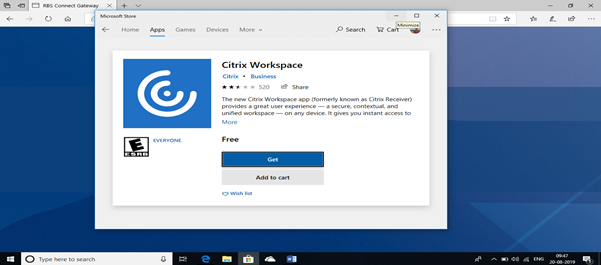 RBS Connect Gateway
Microsoft Store
Minimize
Home Apps Games Devices More
Search Cart
Citrix Workspace
Citrix • Business
520 Share
The new Citrix Workspace app (formerly known as Citrix Receiver)
provides a great user experience — a secure, contextual, and
unified workspace — on any device. It gives you instant access to
More
E
ESRB
EVERYONE
Free
Get
Add to cart
Wish list
Type here to search
ENG
09:47
20-08-2019